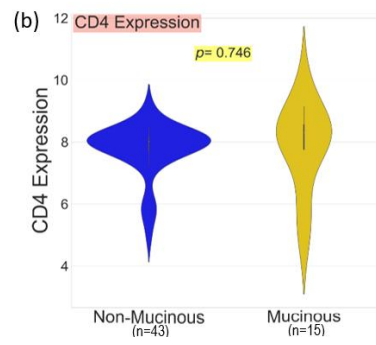 (b)
CD4 Expression
p= 0.746
CD4 Expression
12
10
8
6
4
Non-Mucinous
(n=43)
Mucinous
(n=15)